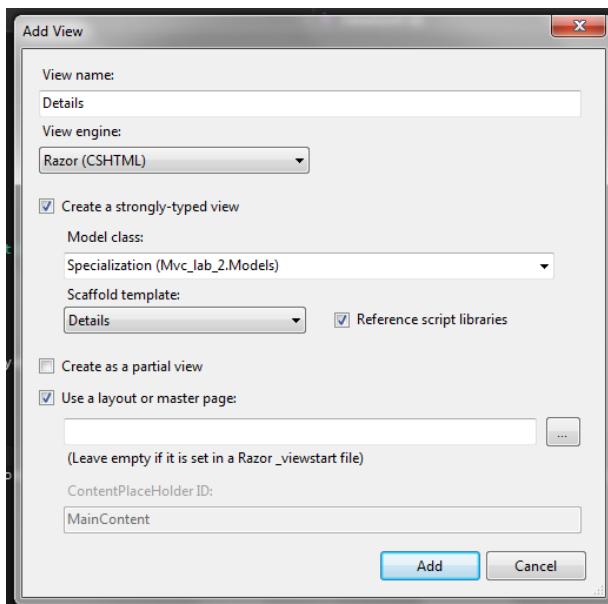 Add View
View name:
Details
View engine:
Razor (CSHTML)
Create a strongly-typed view
Model class:
Specialization (Mvc_lab_2.Models)
Scaffold template:
Details
Reference script libraries
Create as a partial view
Use a layout or master page:
...
(Leave empty if it is set in a Razor _viewstart file)
ContentPlaceHolder ID:
MainContent
Add Cancel